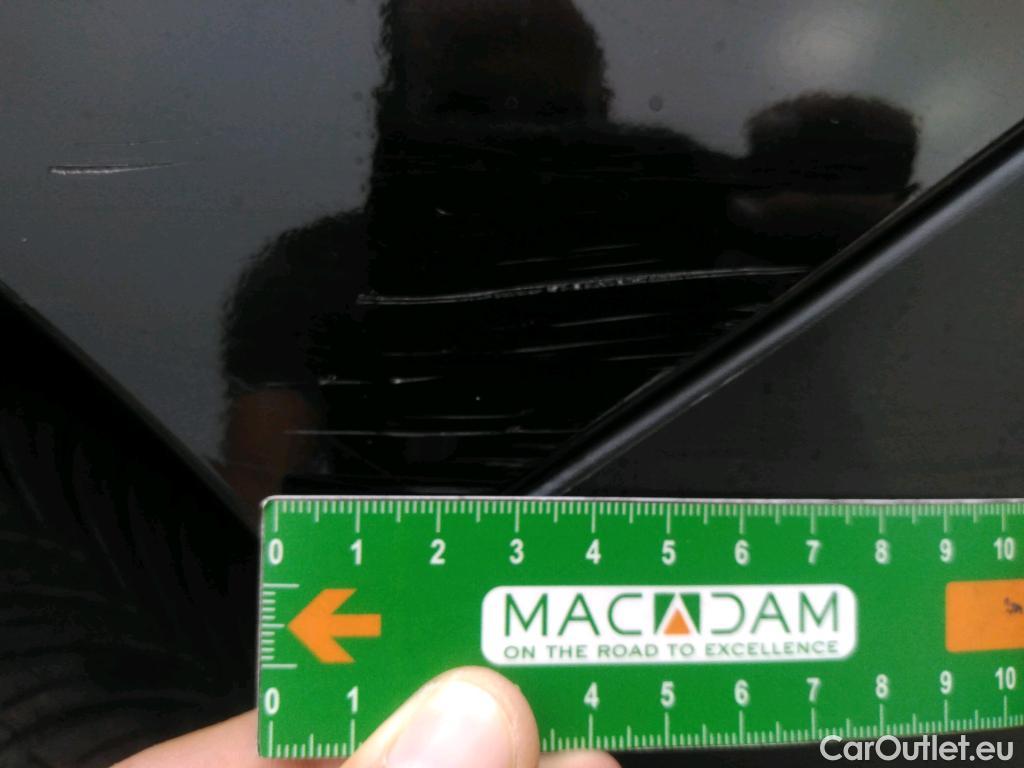 0 1 2 3 4 5 6 7 8 9 10
MACADAM
ON THE ROAD TO EXCELLENCE
0 1 4 5 6 7 8 9 10
CarOutlet.eu